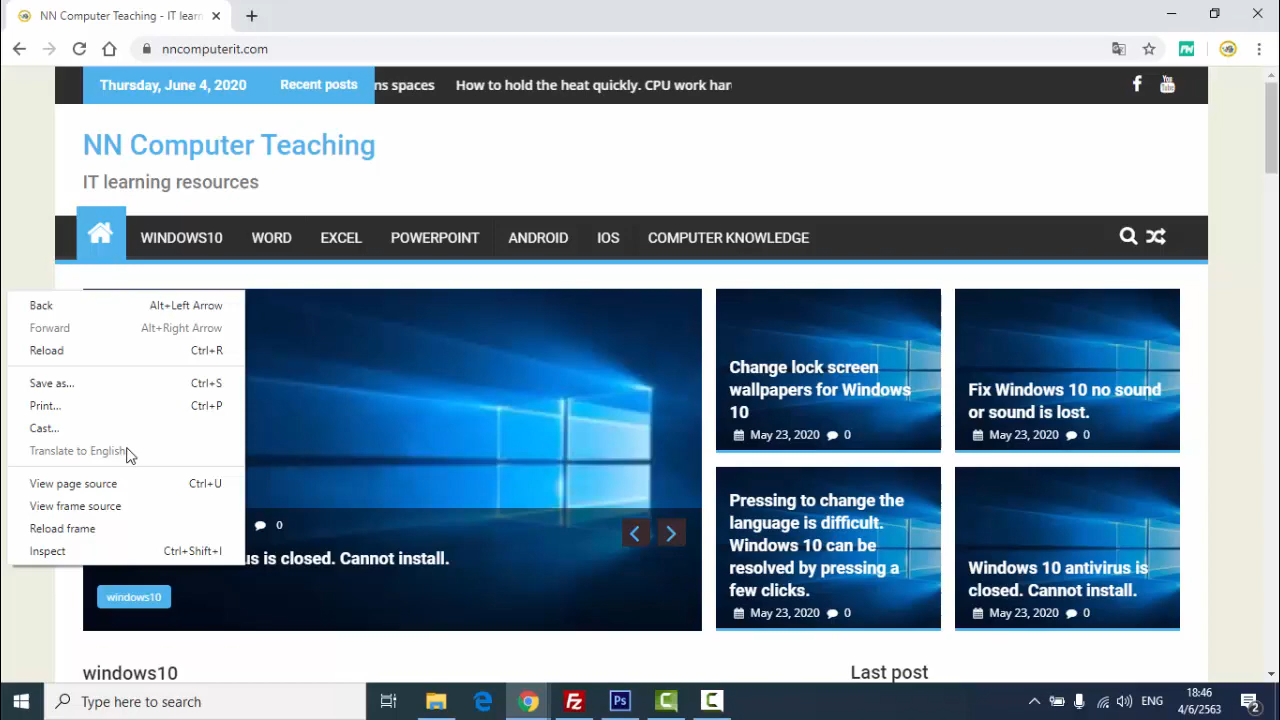 NN Computer Teaching - IT lear
nncomputerit.com
Thursday, June 4, 2020
Recent posts
ns spaces
How to hold the heat quickly. CPU work har
You
Tube
NN Computer Teaching
IT learning resources
WINDOWS10
WORD
EXCEL
POWERPOINT
ANDROID
IOS
COMPUTER KNOWLEDGE
Back Alt+Left Arrow
Forward Alt+Right Arrow
Reload Ctrl+R
Save as... Ctrl+S
Print... Ctrl+P
Cast...
Translate to English
View page source Ctrl+U
View frame source
Reload frame
Inspect Ctrl+Shift+I
0
us is closed. Cannot install.
windows10
Change lock screen
wallpapers for Windows
10
May 23, 2020 0
Fix Windows 10 no sound
or sound is lost.
May 23, 2020 0
Pressing to change the
language is difficult.
Windows 10 can be
resolved by pressing a
few clicks.
May 23, 2020 0
Windows 10 antivirus is
closed. Cannot install.
May 23, 2020 0
windows10
Last post
Type here to search
Fz
Ps
C
C
ENG
18:46
4/6/2563
2